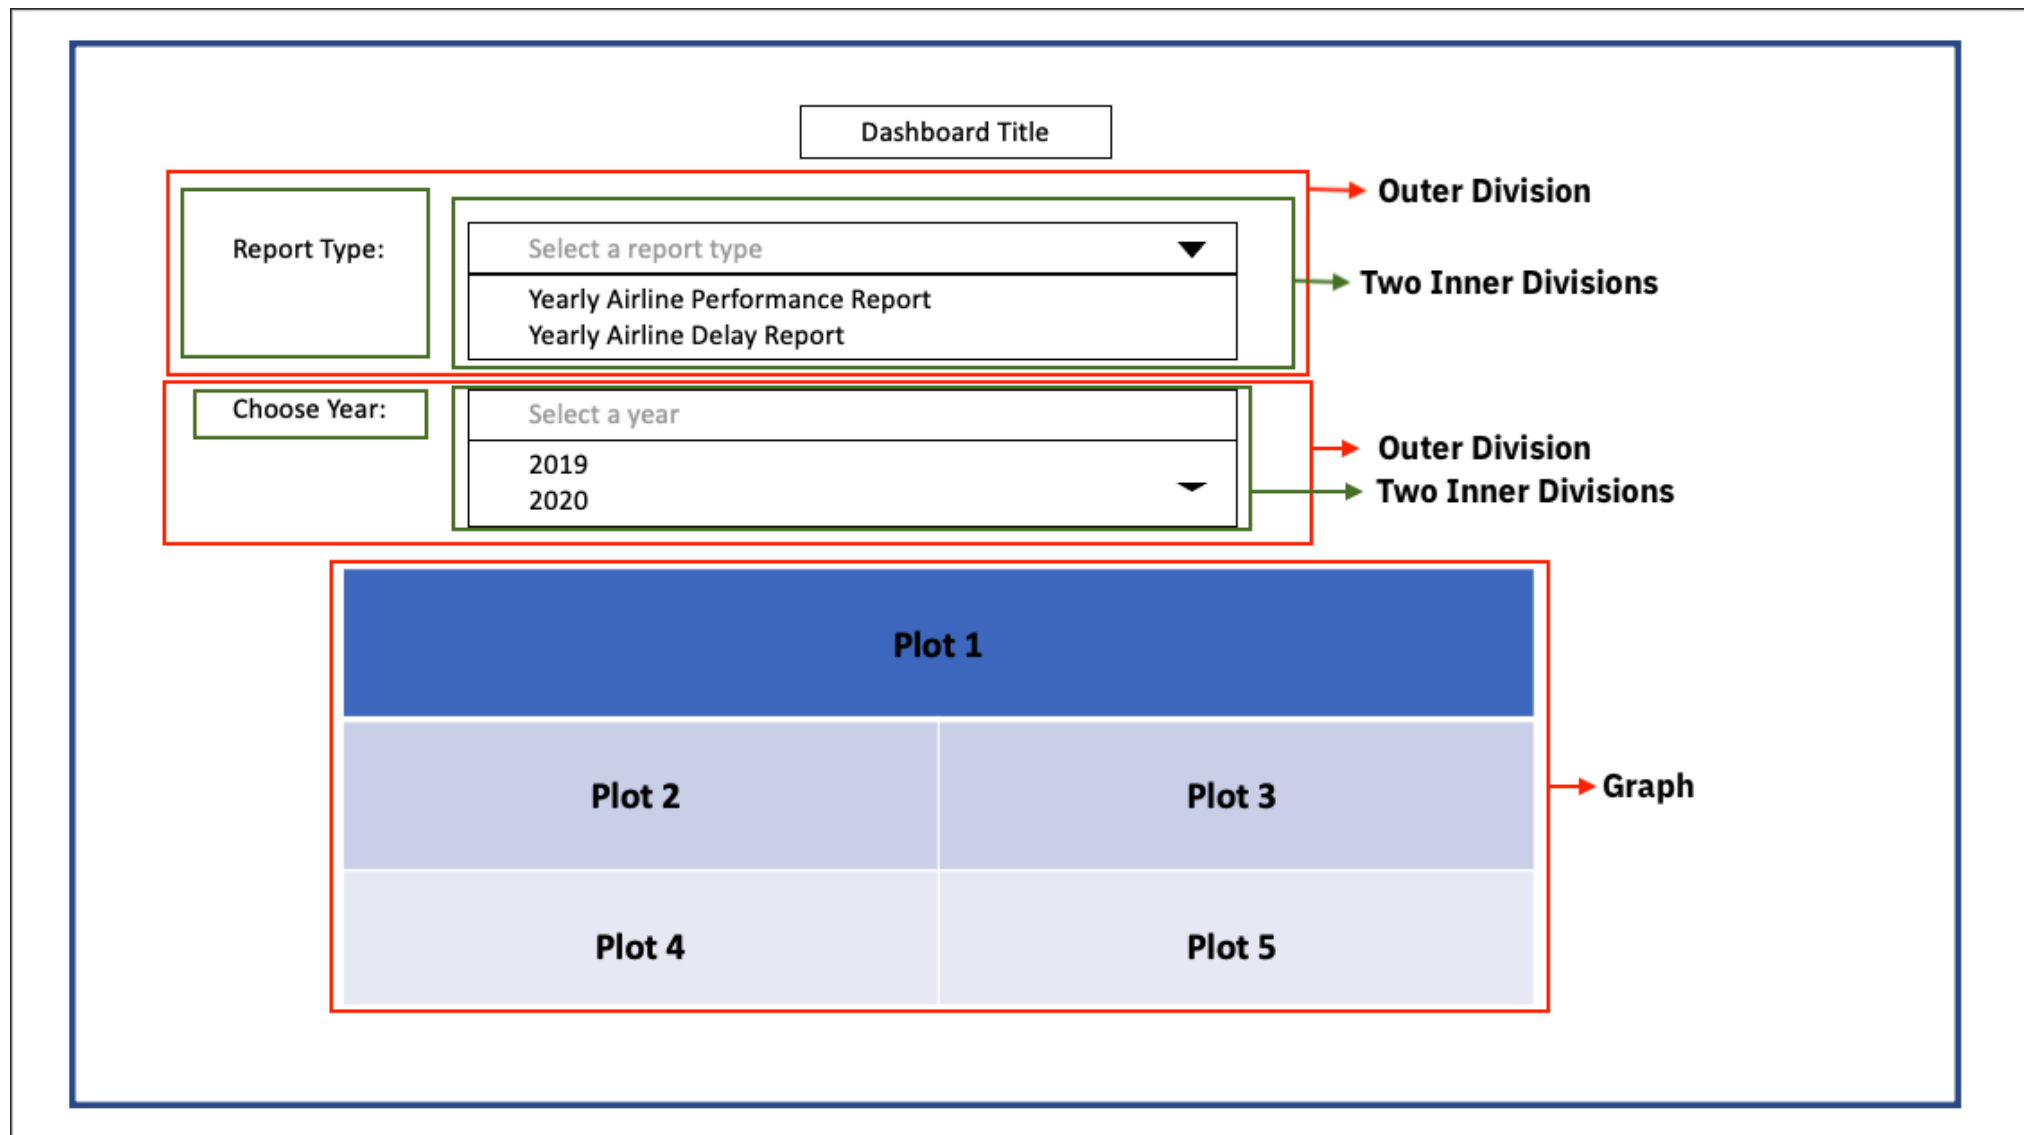 Dashboard Title
Outer Division
Report Type:
Select a report type
Two Inner Divisions
Yearly Airline Performance Report
Yearly Airline Delay Report
Choose Year:
Select a year
Outer Division
2019
Two Inner Divisions
2020
Plot 1
Plot 2
Plot 3
Graph
Plot 4
Plot 5